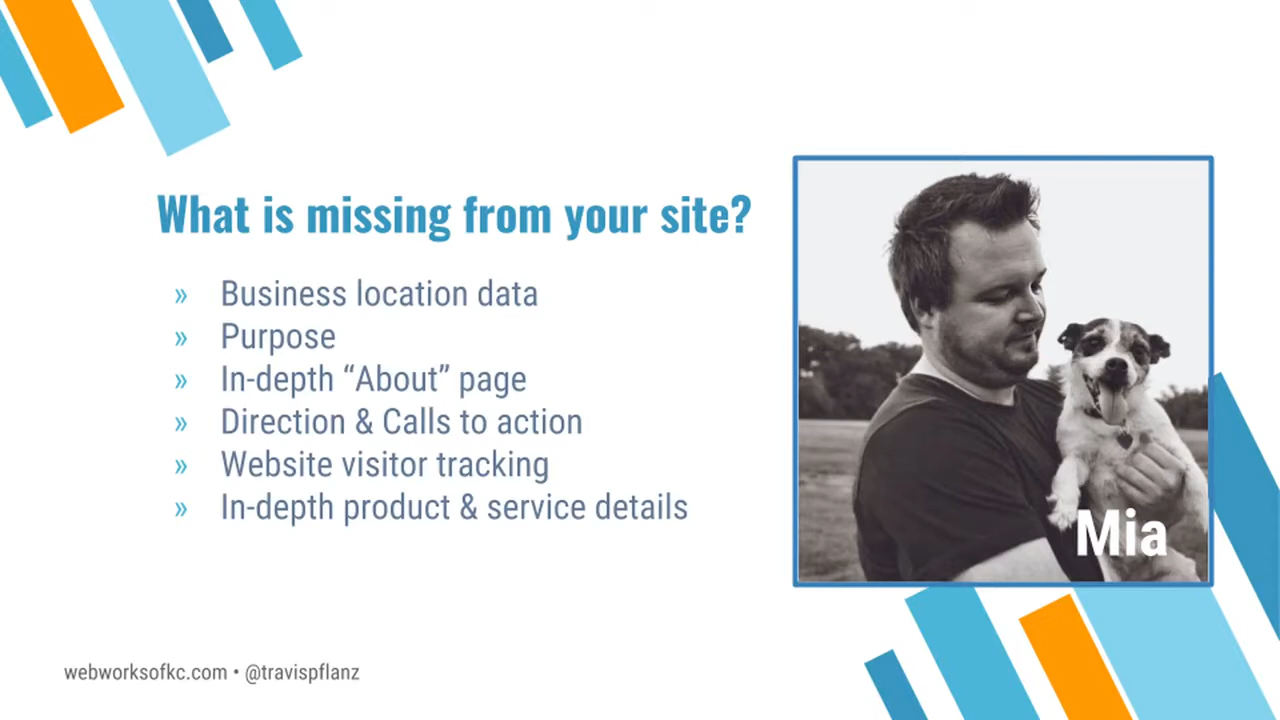 What is missing from your site?
» Business location data
» Purpose
» In-depth “About” page
» Direction & Calls to action
» Website visitor tracking
» In-depth product & service details
Mia
webworksofkc.com • @travispflanz